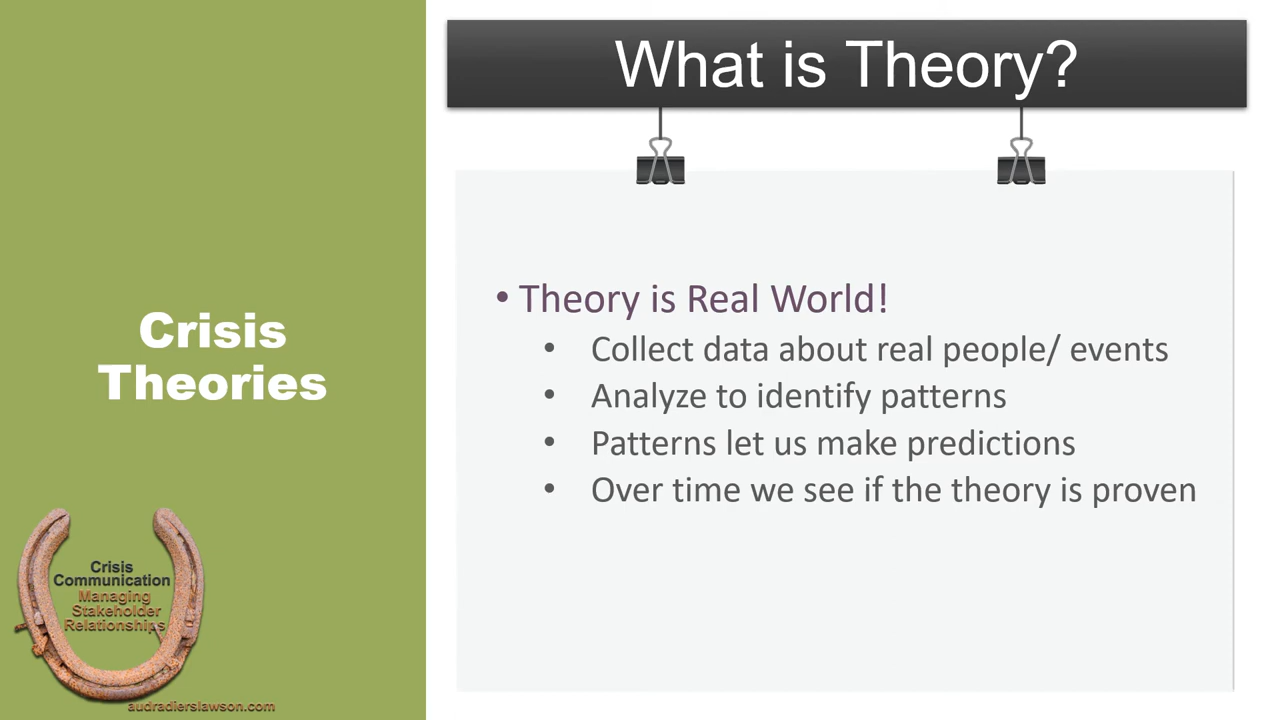 What is Theory?
Crisis
Theories
• Theory is Real World!
• Collect data about real people/ events
• Analyze to identify patterns
• Patterns let us make predictions
• Over time we see if the theory is proven
Crisis
Communication
Managing
Stakeholder
Relationships
audradierslawson.com